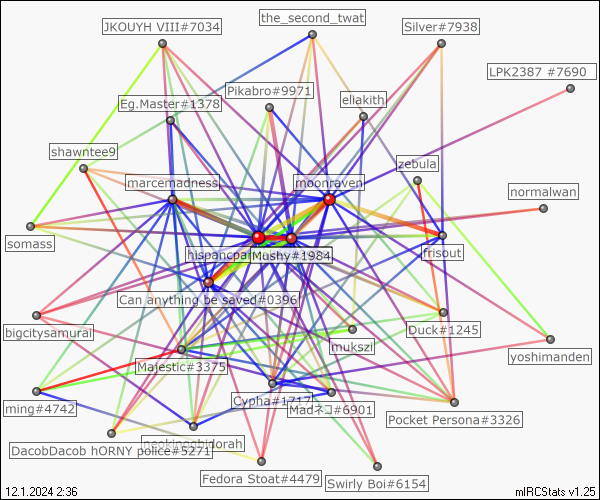 the_second_twat
JKOUYH VIII#7034
Silver#7938
LPK2387 #7690
Pikabro#9971
ellakith
Eg.Master#1378
shawntee9
zebula
marcemadness
moonraven
normalwan
somass
frisout
Mushy#1984
Can anything be saved#0396
bigcitysamurai
Duck#1245
mukszi
yoshimanden
Majestic#3375
ming#4742
Cypha#1717
Madネコ#6901
Pocket Persona#3326
DacobDacob hORNY police#5271
Fedora Stoat#4479
Swirly Boi#6154
12.1.2024 2:36
mIRCStats v1.25